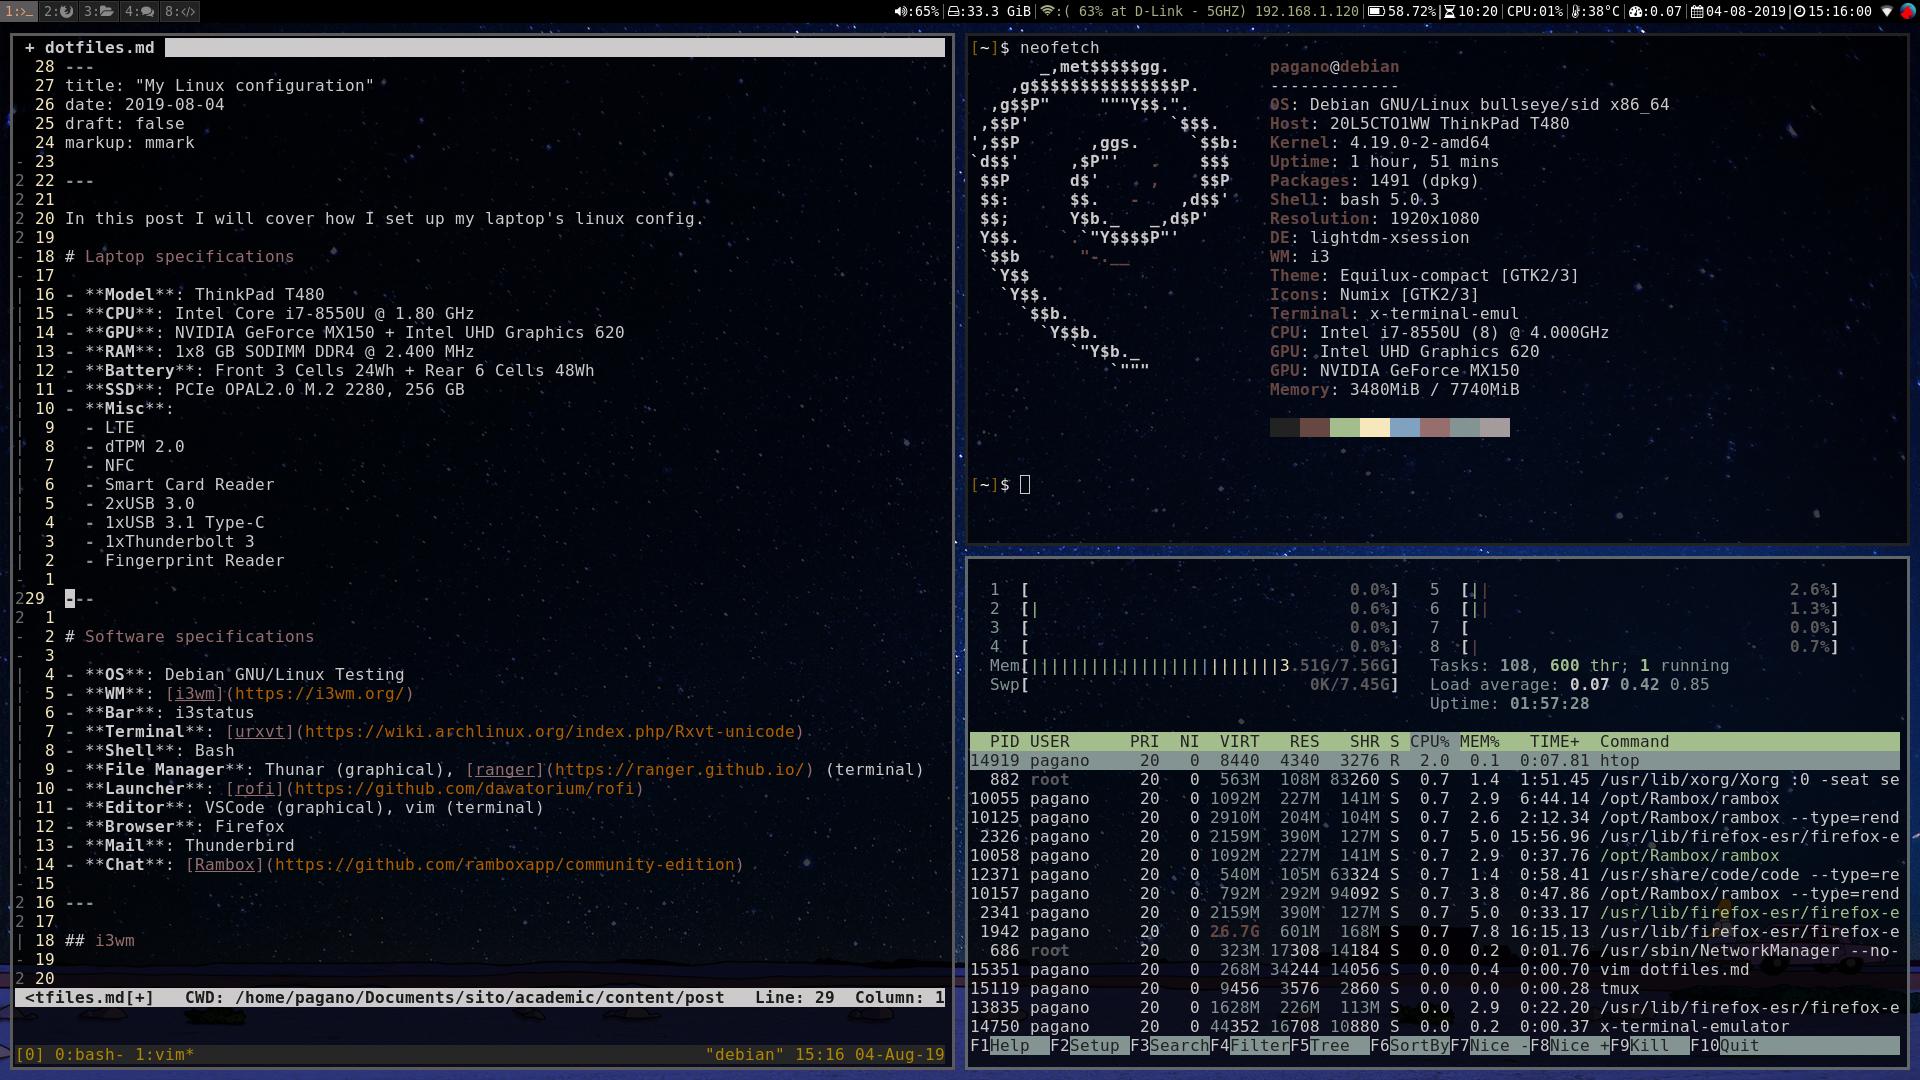 1:>_ 2: 3: 4: 8:</> :65% :33.3 GiB :( 63% at D-Link - 5GHZ) 192.168.1.120 58.72% 10:20 CPU:01% :38°C :0.07 04-08-2019 15:16:00
+ dotfiles.md
28 ---
27 title: "My Linux configuration"
26 date: 2019-08-04
25 draft: false
24 markup: mmark
- 23
2 22 ---
2 21
2 20 In this post I will cover how I set up my laptop's linux config.
2 19
- 18 # Laptop specifications
- 17
| 16 - **Model**: ThinkPad T480
| 15 - **CPU**: Intel Core i7-8550U @ 1.80 GHz
| 14 - **GPU**: NVIDIA GeForce MX150 + Intel UHD Graphics 620
| 13 - **RAM**: 1x8 GB SODIMM DDR4 @ 2.400 MHz
| 12 - **Battery**: Front 3 Cells 24Wh + Rear 6 Cells 48Wh
| 11 - **SSD**: PCIe OPAL2.0 M.2 2280, 256 GB
| 10 - **Misc**:
| 9 - LTE
| 8 - dTPM 2.0
| 7 - NFC
| 6 - Smart Card Reader
| 5 - 2xUSB 3.0
| 4 - 1xUSB 3.1 Type-C
| 3 - 1xThunderbolt 3
| 2 - Fingerprint Reader
- 1
229 ---
2 1
- 2 # Software specifications
- 3
| 4 - **OS**: Debian GNU/Linux Testing
| 5 - **WM**: [i3wm](https://i3wm.org/)
| 6 - **Bar**: i3status
| 7 - **Terminal**: [urxvt](https://wiki.archlinux.org/index.php/Rxvt-unicode)
| 8 - **Shell**: Bash
| 9 - **File Manager**: Thunar (graphical), [ranger](https://ranger.github.io/) (terminal)
| 10 - **Launcher**: [rofi](https://github.com/davatorium/rofi)
| 11 - **Editor**: VSCode (graphical), vim (terminal)
| 12 - **Browser**: Firefox
| 13 - **Mail**: Thunderbird
| 14 - **Chat**: [Rambox](https://github.com/ramboxapp/community-edition)
- 15
2 16 ---
2 17
| 18 ## i3wm
- 19
2 20
<tfiles.md[+] CWD: /home/pagano/Documents/sito/academic/content/post Line: 29 Column: 1
[0] 0:bash- 1:vim* "debian" 15:16 04-Aug-19
[~]$ neofetch
_,met$$$$$gg.
,g$$$$$$$$$$$$$$$P.
,g$$P" """Y$$.".
,$$P' `$$$.
',$$P ,ggs. `$$b:
`d$$' ,$P"' . $$$
$$P d$' , $$P
$$: $$. - ,d$$'
$$; Y$b._ _,d$P'
Y$$. `.`"Y$$$$P"'
`$$b "-.__
`Y$$
`Y$$.
`$$b.
`Y$$b.
`"Y$b._
`"""
pagano@debian
-------------
OS: Debian GNU/Linux bullseye/sid x86_64
Host: 20L5CTO1WW ThinkPad T480
Kernel: 4.19.0-2-amd64
Uptime: 1 hour, 51 mins
Packages: 1491 (dpkg)
Shell: bash 5.0.3
Resolution: 1920x1080
DE: lightdm-xsession
WM: i3
Theme: Equilux-compact [GTK2/3]
Icons: Numix [GTK2/3]
Terminal: x-terminal-emul
CPU: Intel i7-8550U (8) @ 4.000GHz
GPU: Intel UHD Graphics 620
GPU: NVIDIA GeForce MX150
Memory: 3480MiB / 7740MiB
[~]$
1 [ 0.0%] 5 [|| 2.6%]
2 [| 0.6%] 6 [|| 1.3%]
3 [ 0.0%] 7 [ 0.0%]
4 [ 0.0%] 8 [| 0.7%]
Mem[|||||||||||||||||||||||||3.51G/7.56G] Tasks: 108, 600 thr; 1 running
Swp[ 0K/7.45G] Load average: 0.07 0.42 0.85
Uptime: 01:57:28
PID USER PRI NI VIRT RES SHR S CPU% MEM% TIME+ Command
14919 pagano 20 0 8440 4340 3276 R 2.0 0.1 0:07.81 htop
882 root 20 0 563M 108M 83260 S 0.7 1.4 1:51.45 /usr/lib/xorg/Xorg :0 -seat se
10055 pagano 20 0 1092M 227M 141M S 0.7 2.9 6:44.14 /opt/Rambox/rambox
10125 pagano 20 0 2910M 204M 104M S 0.7 2.6 2:12.34 /opt/Rambox/rambox --type=rend
2326 pagano 20 0 2159M 390M 127M S 0.7 5.0 15:56.96 /usr/lib/firefox-esr/firefox-e
10058 pagano 20 0 1092M 227M 141M S 0.7 2.9 0:37.76 /opt/Rambox/rambox
12371 pagano 20 0 540M 105M 63324 S 0.7 1.4 0:58.41 /usr/share/code/code --type=re
10157 pagano 20 0 792M 292M 94092 S 0.7 3.8 0:47.86 /opt/Rambox/rambox --type=rend
2341 pagano 20 0 2159M 390M 127M S 0.7 5.0 0:33.17 /usr/lib/firefox-esr/firefox-e
1942 pagano 20 0 26.7G 601M 168M S 0.7 7.8 16:15.13 /usr/lib/firefox-esr/firefox-e
686 root 20 0 323M 17308 14184 S 0.0 0.2 0:01.76 /usr/sbin/NetworkManager --no-
15351 pagano 20 0 268M 34244 14056 S 0.0 0.4 0:00.70 vim dotfiles.md
15119 pagano 20 0 9456 3576 2860 S 0.0 0.0 0:00.28 tmux
13835 pagano 20 0 1628M 226M 113M S 0.0 2.9 0:22.20 /usr/lib/firefox-esr/firefox-e
14750 pagano 20 0 44352 16708 10880 S 0.0 0.2 0:00.37 x-terminal-emulator
F1Help F2Setup F3SearchF4FilterF5Tree F6SortByF7Nice -F8Nice +F9Kill F10Quit